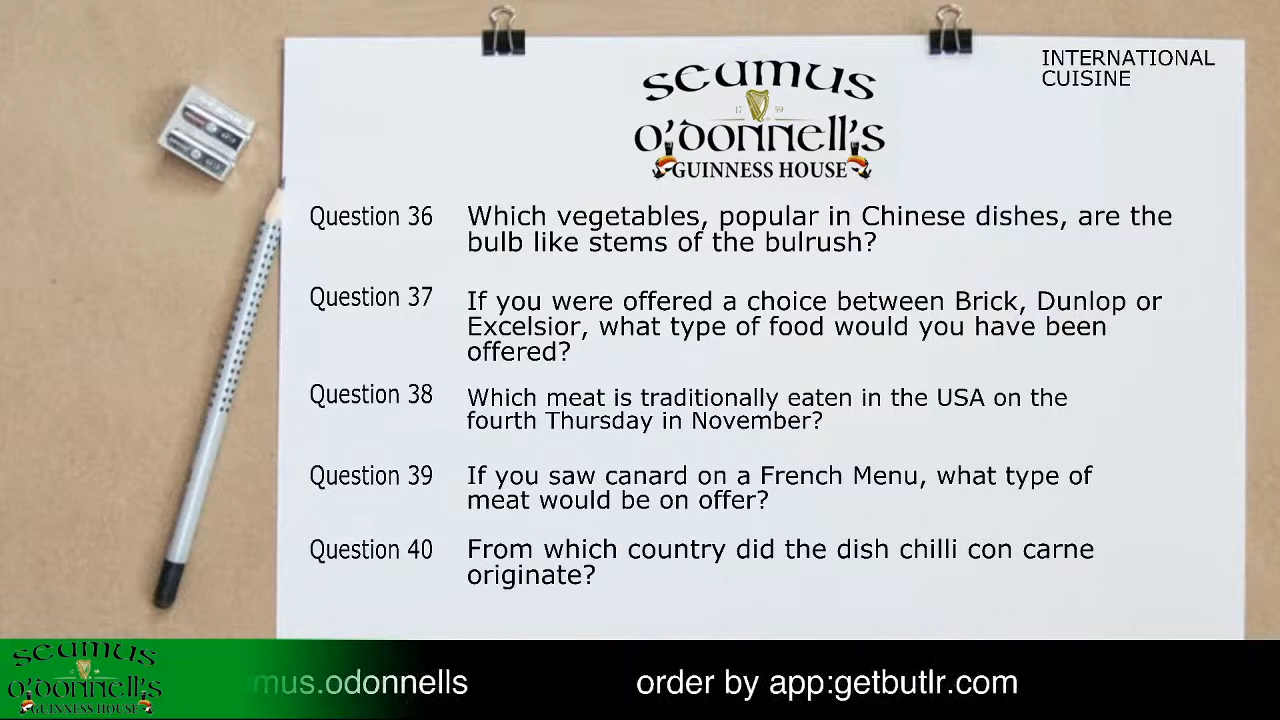 INTERNATIONAL
CUISINE
seumus
17 59
o'donnell's
GUINNESS HOUSE
Question 36 Which vegetables, popular in Chinese dishes, are the
bulb like stems of the bulrush?
Question 37 If you were offered a choice between Brick, Dunlop or
Excelsior, what type of food would you have been
offered?
Question 38 Which meat is traditionally eaten in the USA on the
fourth Thursday in November?
Question 39 If you saw canard on a French Menu, what type of
meat would be on offer?
Question 40 From which country did the dish chilli con carne
originate?
seumus
o'donnell's
GUINNESS HOUSE
mus.odonnells order by app:getbutlr.com